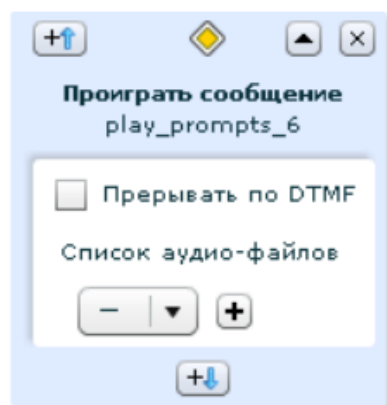 Проиграть сообщение
play_prompts_6
Прерывать по DTMF
Список аудио-файлов